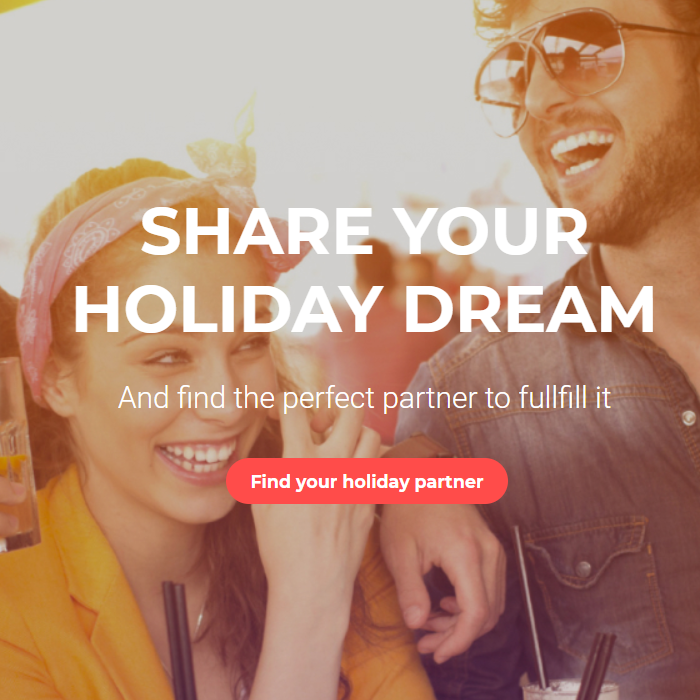 SHARE YOUR
HOLIDAY DREAM
And find the perfect partner to fullfill it
Find your holiday partner